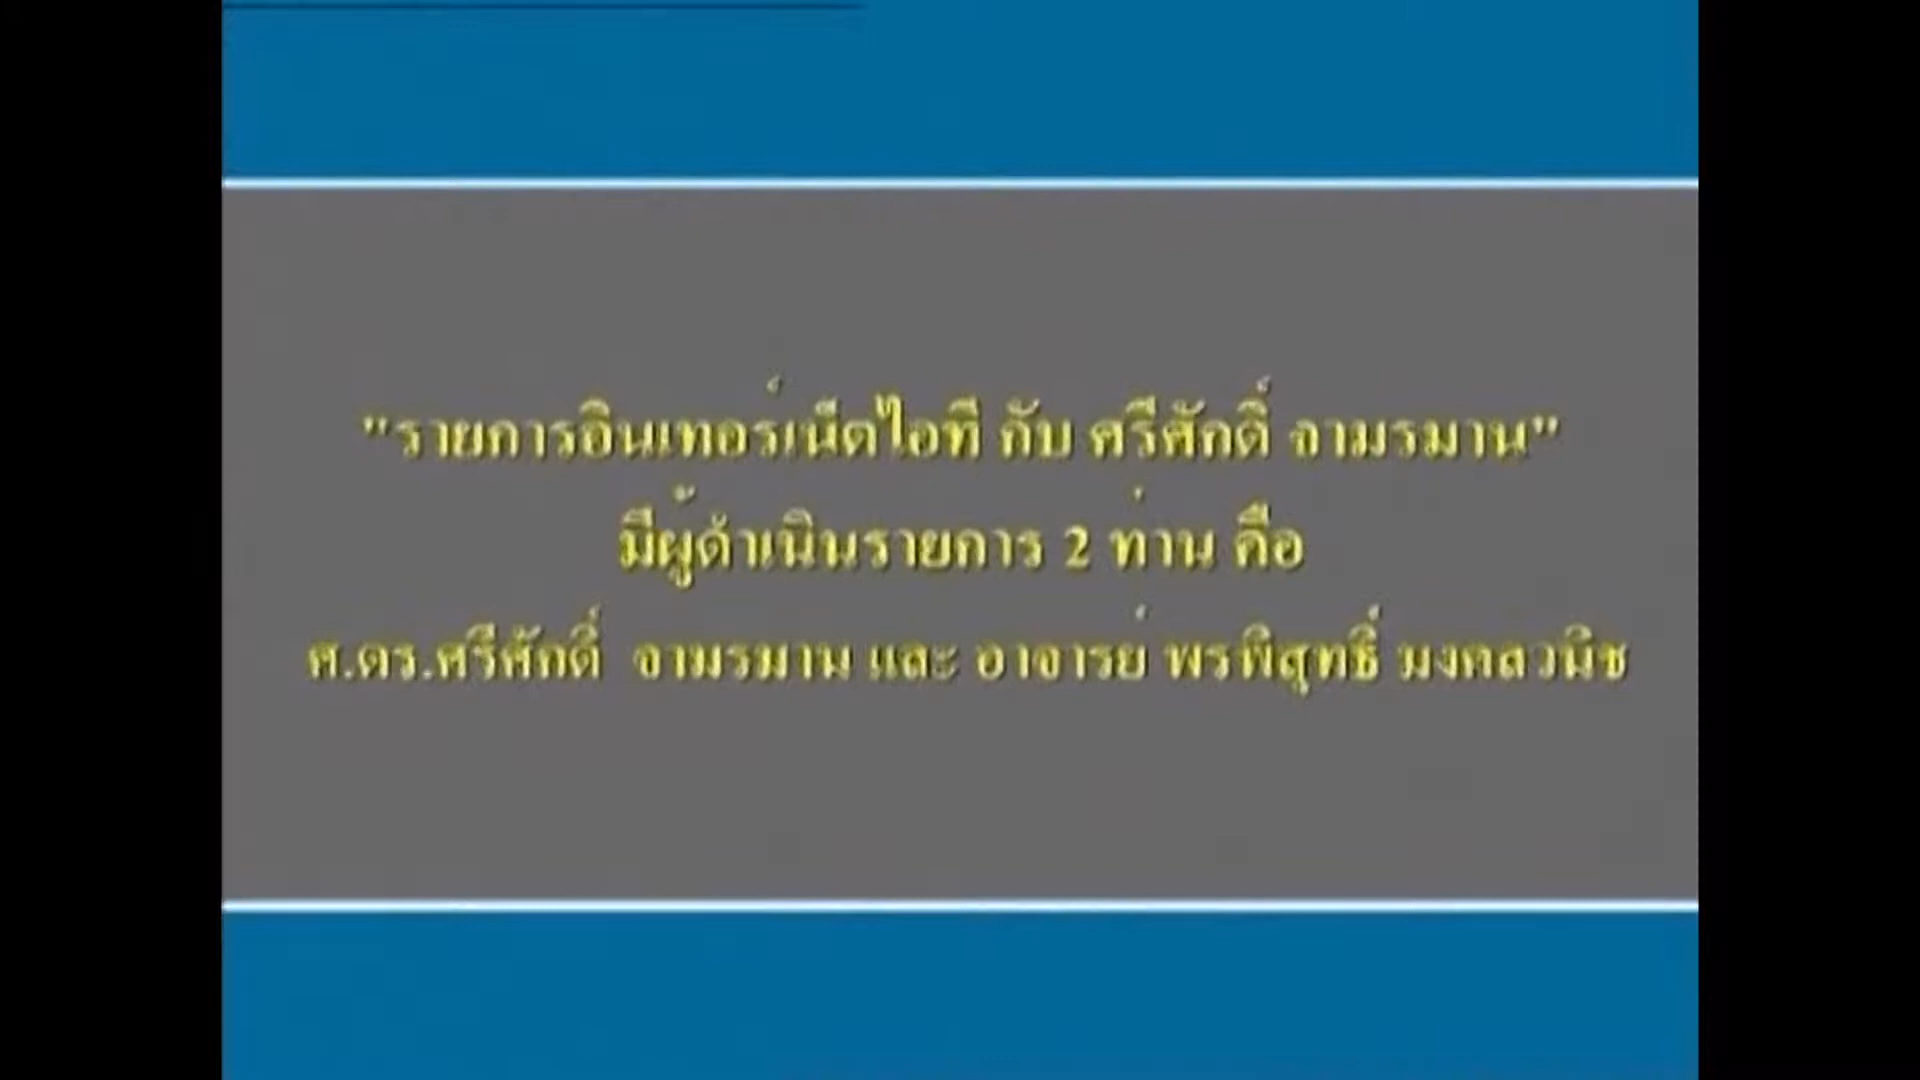 "รายการอินเทอร์เน็ตไอที กับ ศรีศักดิ์ จามรมาน"
มีผู้ดำเนินรายการ 2 ท่าน คือ
ศ.ดร.ศรีศักดิ์ จามรมาน และ อาจารย์ พรพิสุทธิ์ มงคลวนิช